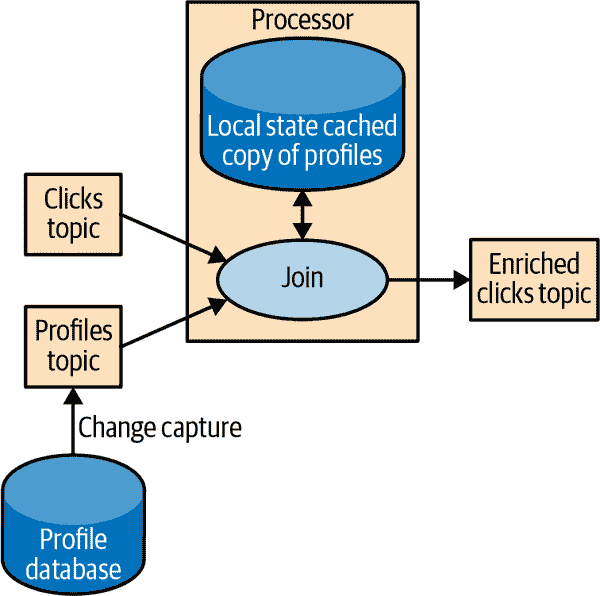 Processor
Local state cached
copy of profiles
Clicks
topic
Join
Enriched
clicks topic
Profiles
topic
Change capture
Profile
database